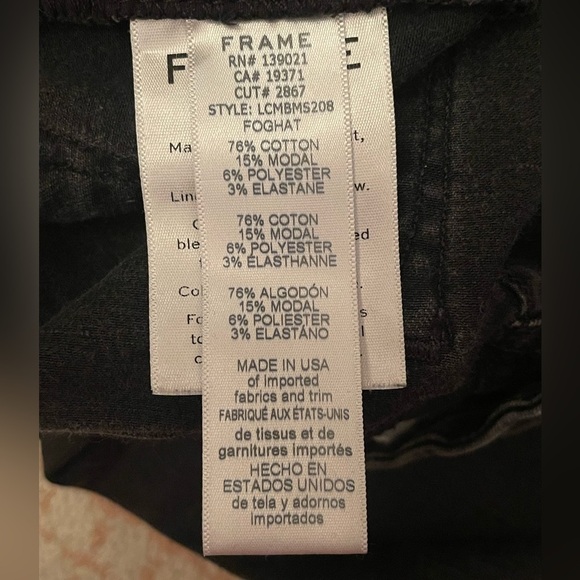 FRAME
RN# 139021
CA# 19371
CUT# 2867
STYLE: LCMBMS208
FOGHAT
76% COTTON
15% MODAL
6% POLYESTER
3% ELASTANE
76% COTON
15% MODAL
6% POLYESTER
3% ÉLASTHANNE
76% ALGODÓN
15% MODAL
6% POLIESTER
3% ELASTÁNO
MADE IN USA
of imported
fabrics and trim
FABRIQUÉ AUX ÉTATS-UNIS
de tissus et de
garnitures importés
HECHO EN
ESTADOS UNIDOS
de tela y adornos
importados